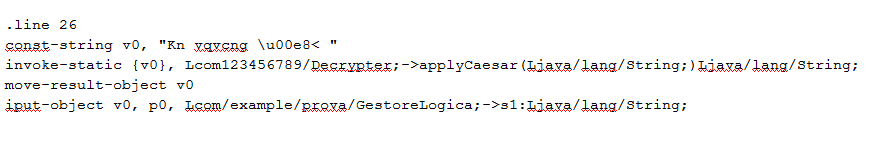 .line 26
const-string v0, "Kn vqvcng \u00e8< "
invoke-static {v0}, Lcom123456789/Decrypter;->applyCaesar(Ljava/lang/String;)Ljava/lang/String;
move-result-object v0
iput-object v0, p0, Lcom/example/prova/GestoreLogica;->s1:Ljava/lang/String;